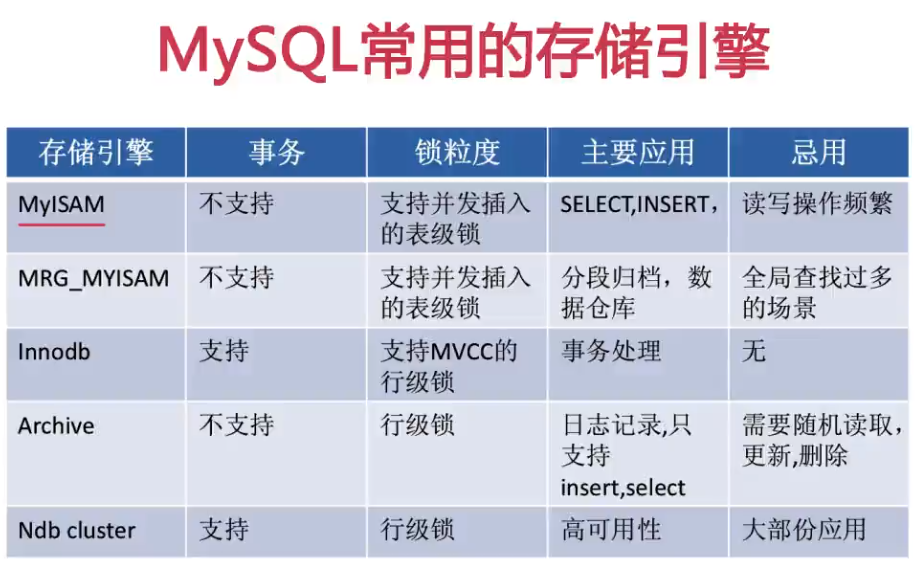 MySQL常用的存储引擎
存储引擎 事务 锁粒度 主要应用 忌用
MyISAM 不支持 支持并发插入 SELECT,INSERT， 读写操作频繁
的表级锁
MRG_MYISAM 不支持 支持并发插入 分段归档，数 全局查找过多
的表级锁 据仓库 的场景
Innodb 支持 支持MVCC的 事务处理 无
行级锁
Archive 不支持 行级锁 日志记录,只 需要随机读取，
支持 更新,删除
insert,select
Ndb cluster 支持 行级锁 高可用性 大部份应用